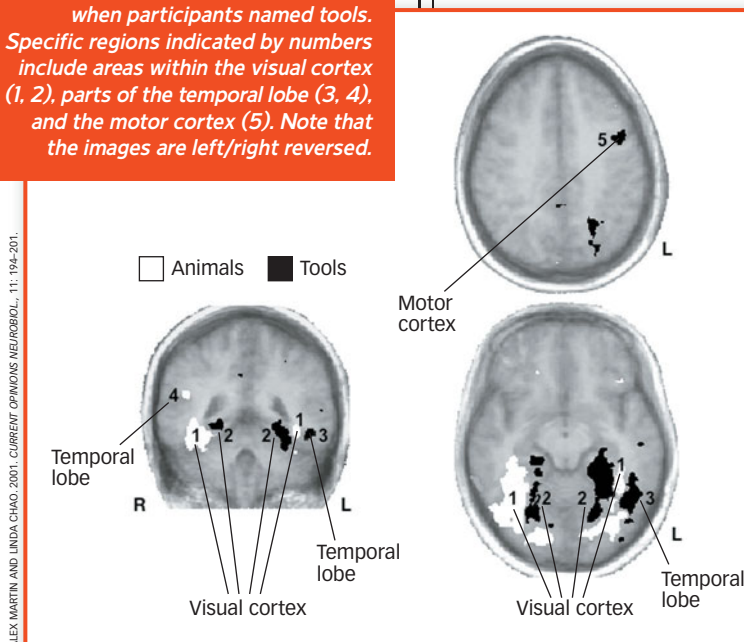 when participants named tools.
Specific regions indicated by numbers
include areas within the visual cortex
(1, 2), parts of the temporal lobe (3, 4),
and the motor cortex (5). Note that
the images are left/right reversed.
5
L
Motor
cortex
Animals Tools
4
1 2 2 1 3
Temporal
lobe
R L
Temporal
lobe
Visual cortex
1
1 2 2 3
L
Temporal
lobe
Visual cortex
LEX MARTIN AND LINDA CHAO. 2001. CURRENT OPINIONS NEUROBIOL., 11: 194–201.